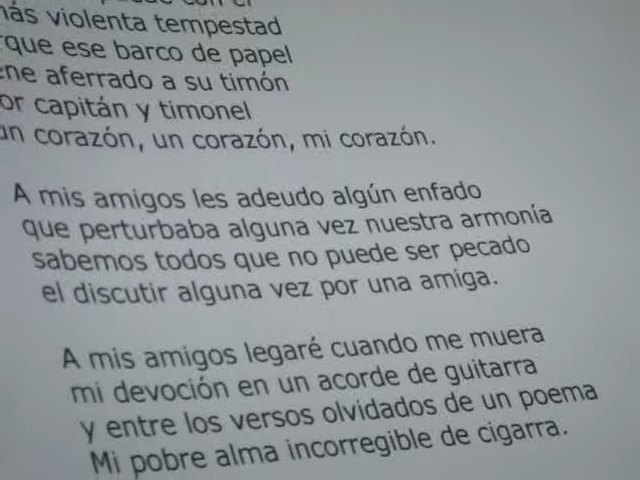 más violenta tempestad
que ese barco de papel
aferrado a su timón
por capitán y timonel
un corazón, un corazón, mi corazón.
A mis amigos les adeudo algún enfado
que perturbaba alguna vez nuestra armonía
sabemos todos que no puede ser pecado
el discutir alguna vez por una amiga.
A mis amigos legaré cuando me muera
mi devoción en un acorde de guitarra
y entre los versos olvidados de un poema
Mi pobre alma incorregible de cigarra.